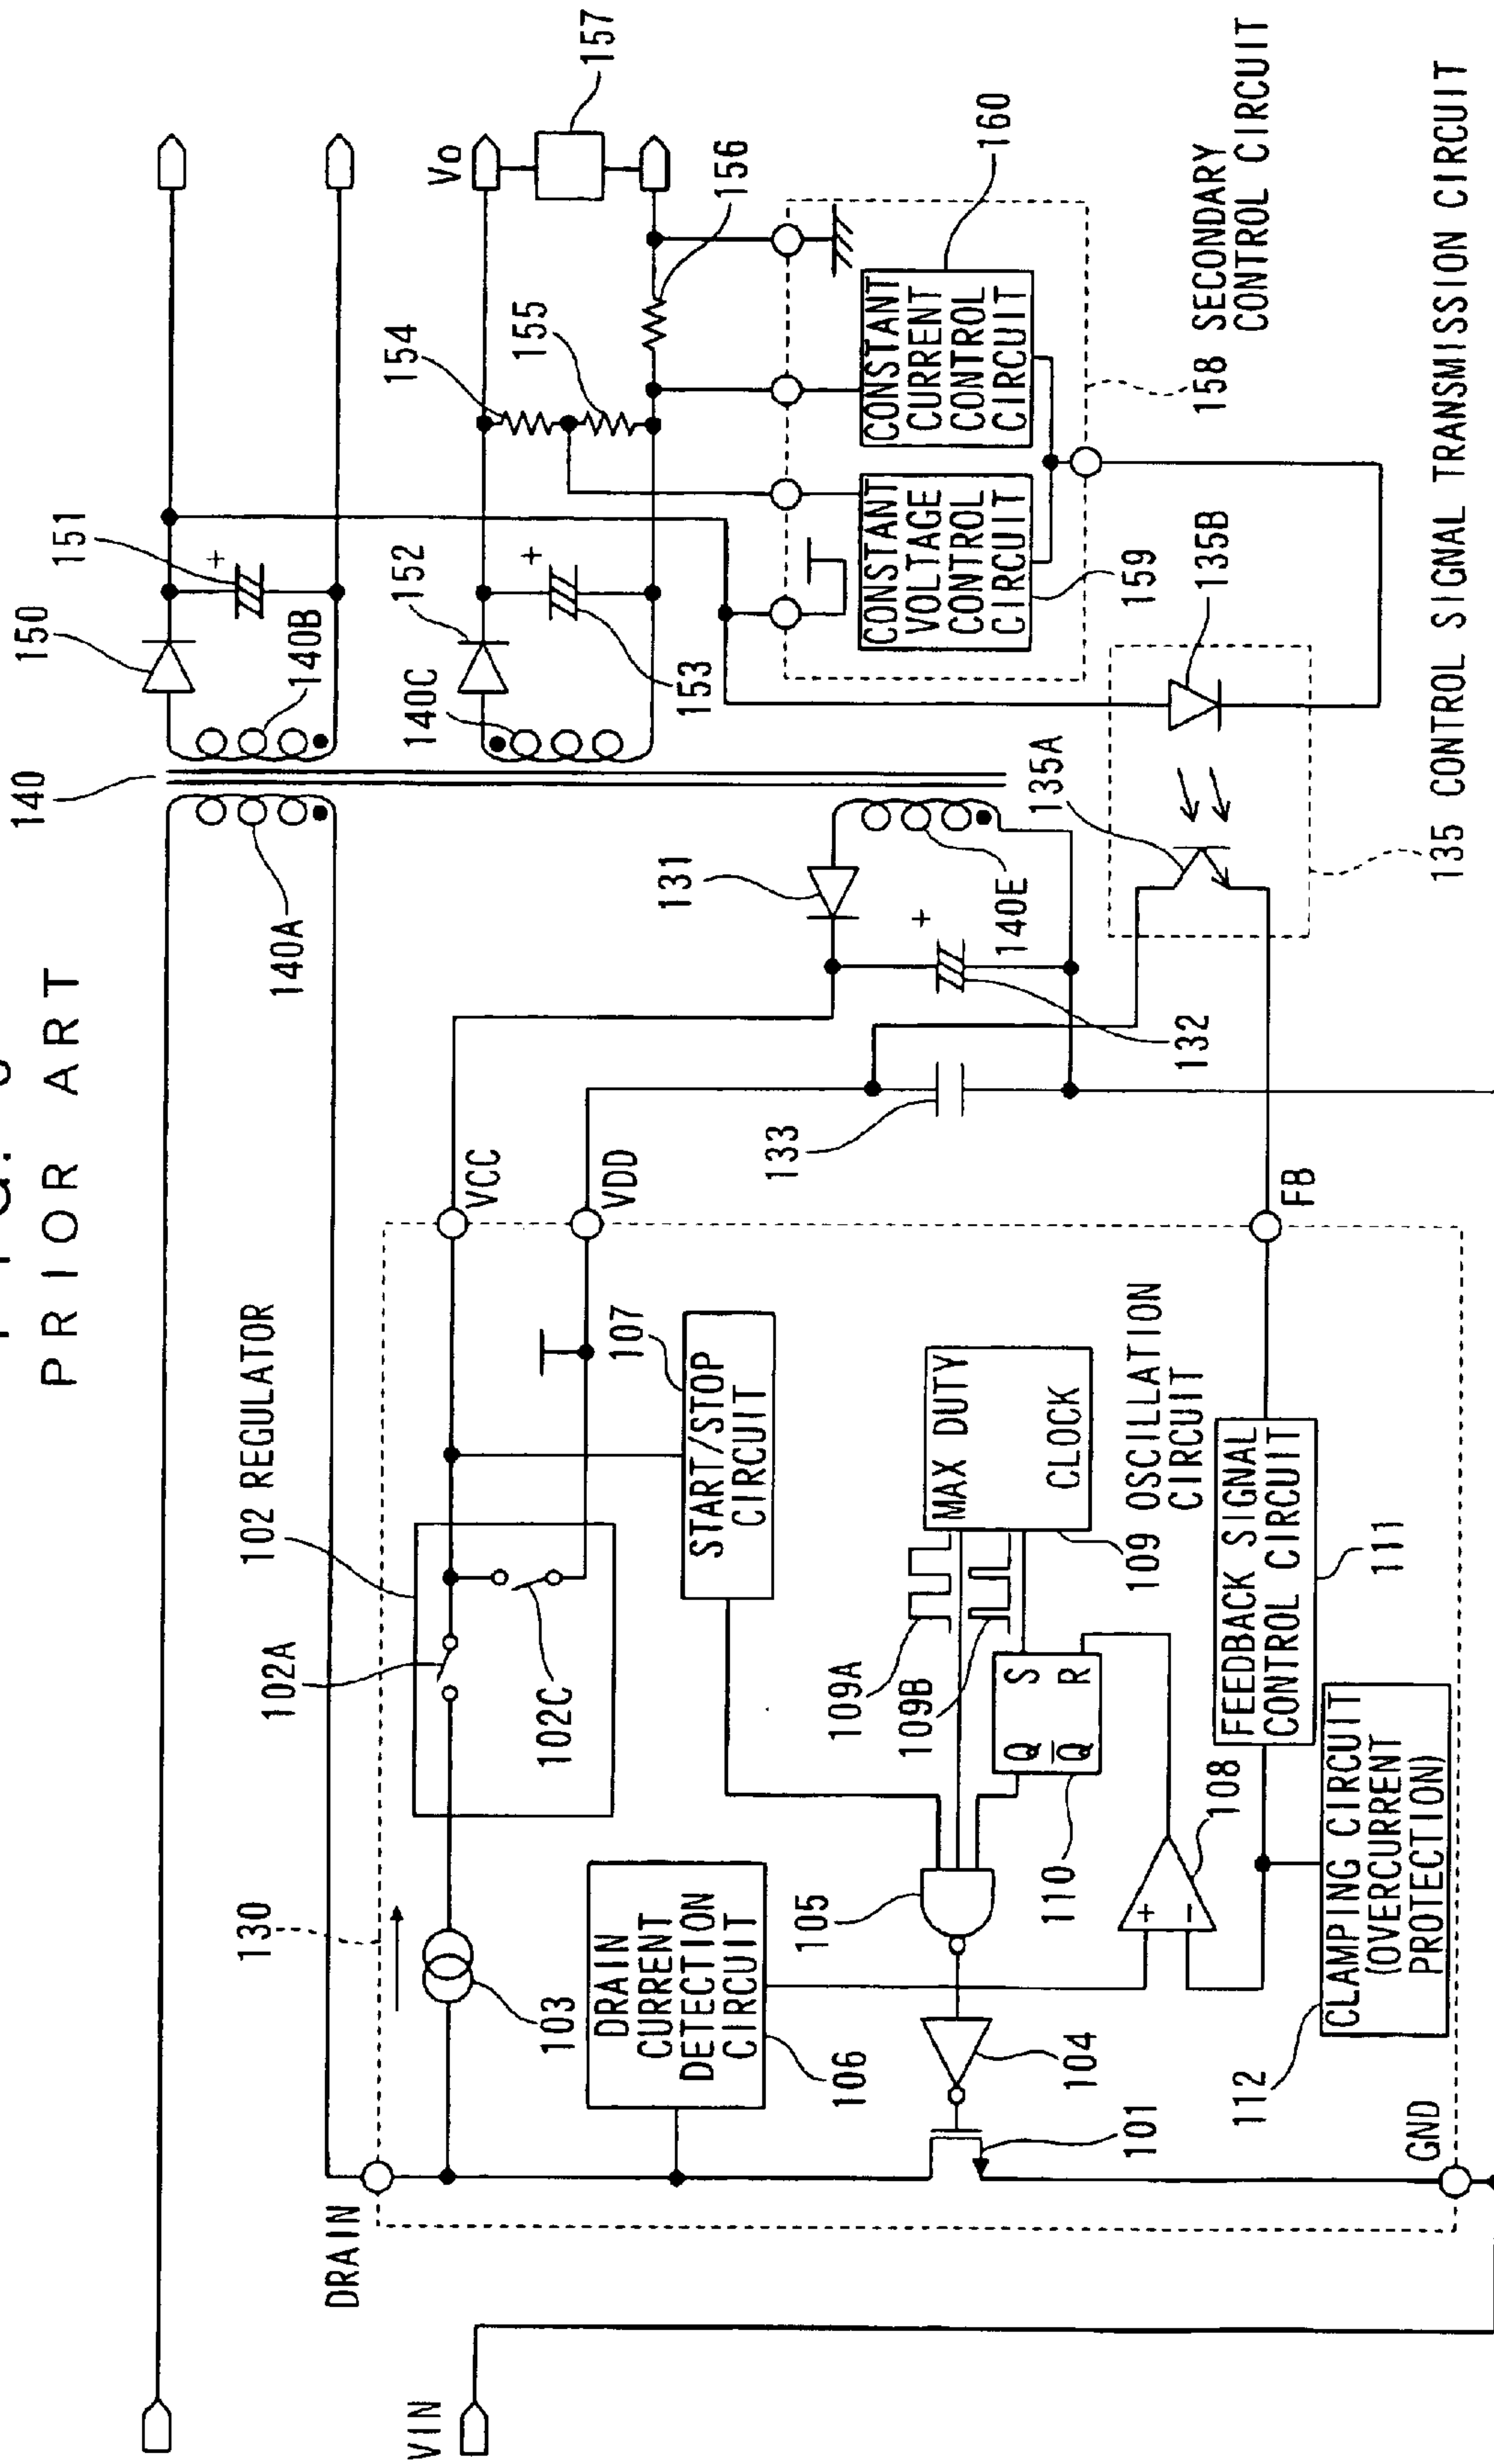 PRIOR ART
140
150
151
140B
140A
152
140C
153
154
155
Vo
157
156
160
CONSTANT
CURRENT
CONTROL
CIRCUIT
CONSTANT
VOLTAGE
CONTROL
CIRCUIT
159
158 SECONDARY
CONTROL CIRCUIT
135B
135A
135 CONTROL SIGNAL TRANSMISSION CIRCUIT
131
+
+
+
140E
132
133
VCC
VDD
FB
102 REGULATOR
102A
102C
107
START/STOP
CIRCUIT
130
103
DRAIN
CURRENT
DETECTION
CIRCUIT
106
105
104
101
109A
109B
MAX DUTY
CLOCK
109 OSCILLATION
CIRCUIT
S
R
Q
Q̅
110
108
+
−
FEEDBACK SIGNAL
CONTROL CIRCUIT
111
CLAMPING CIRCUIT
(OVERCURRENT
PROTECTION)
112
DRAIN
GND
VIN